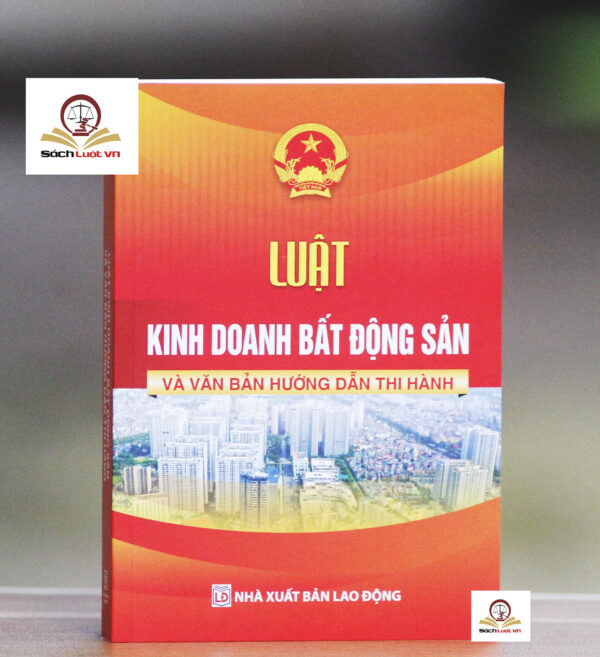 SáchLuật.vn
VIỆT NAM
LUẬT
KINH DOANH BẤT ĐỘNG SẢN
VÀ VĂN BẢN HƯỚNG DẪN THI HÀNH
LĐ
NHÀ XUẤT BẢN LAO ĐỘNG
SáchLuật.vn